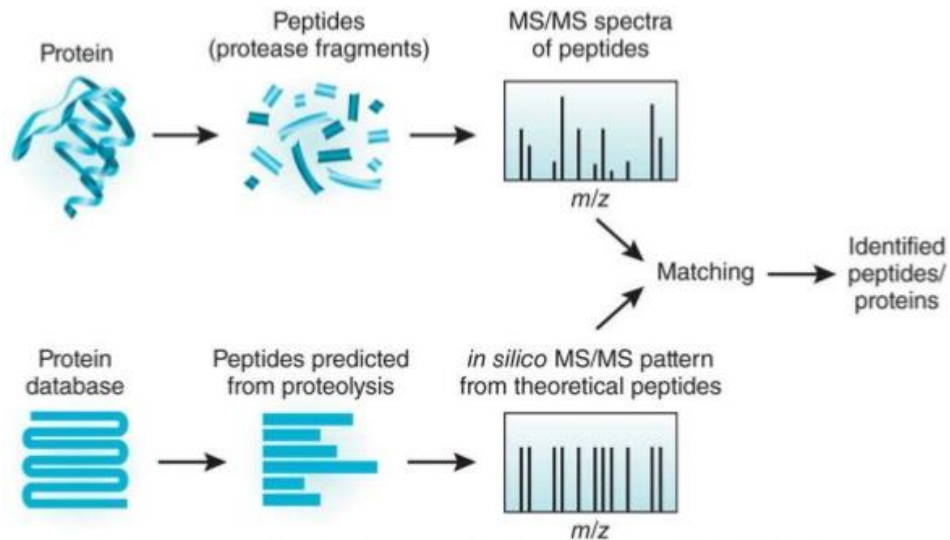 Protein
Peptides
(protease fragments)
MS/MS spectra
of peptides
m/z
Matching
Identified
peptides/
proteins
Protein
database
Peptides predicted
from proteolysis
in silico MS/MS pattern
from theoretical peptides
m/z